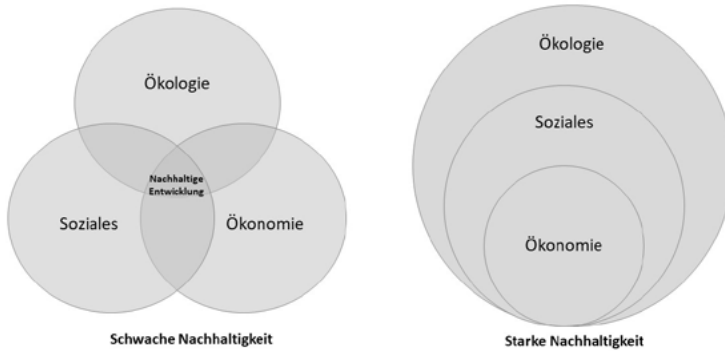 Ökologie
Nachhaltige
Entwicklung
Soziales
Ökonomie
Schwache Nachhaltigkeit
Ökologie
Soziales
Ökonomie
Starke Nachhaltigkeit